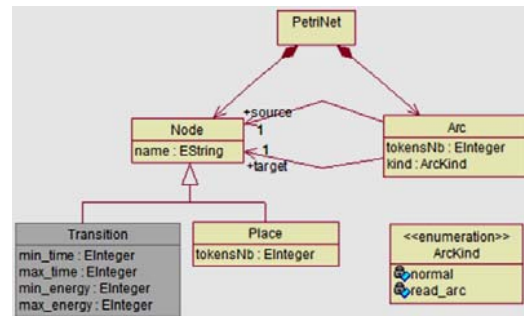 PetriNet
+source
1
Node
name : EString
1
+target
Arc
tokensNb : EInteger
kind : ArcKind
Transition
min_time : EInteger
max_time : EInteger
min_energy : EInteger
max_energy : EInteger
Place
tokensNb : EInteger
<<enumeration>>
ArcKind
normal
read_arc